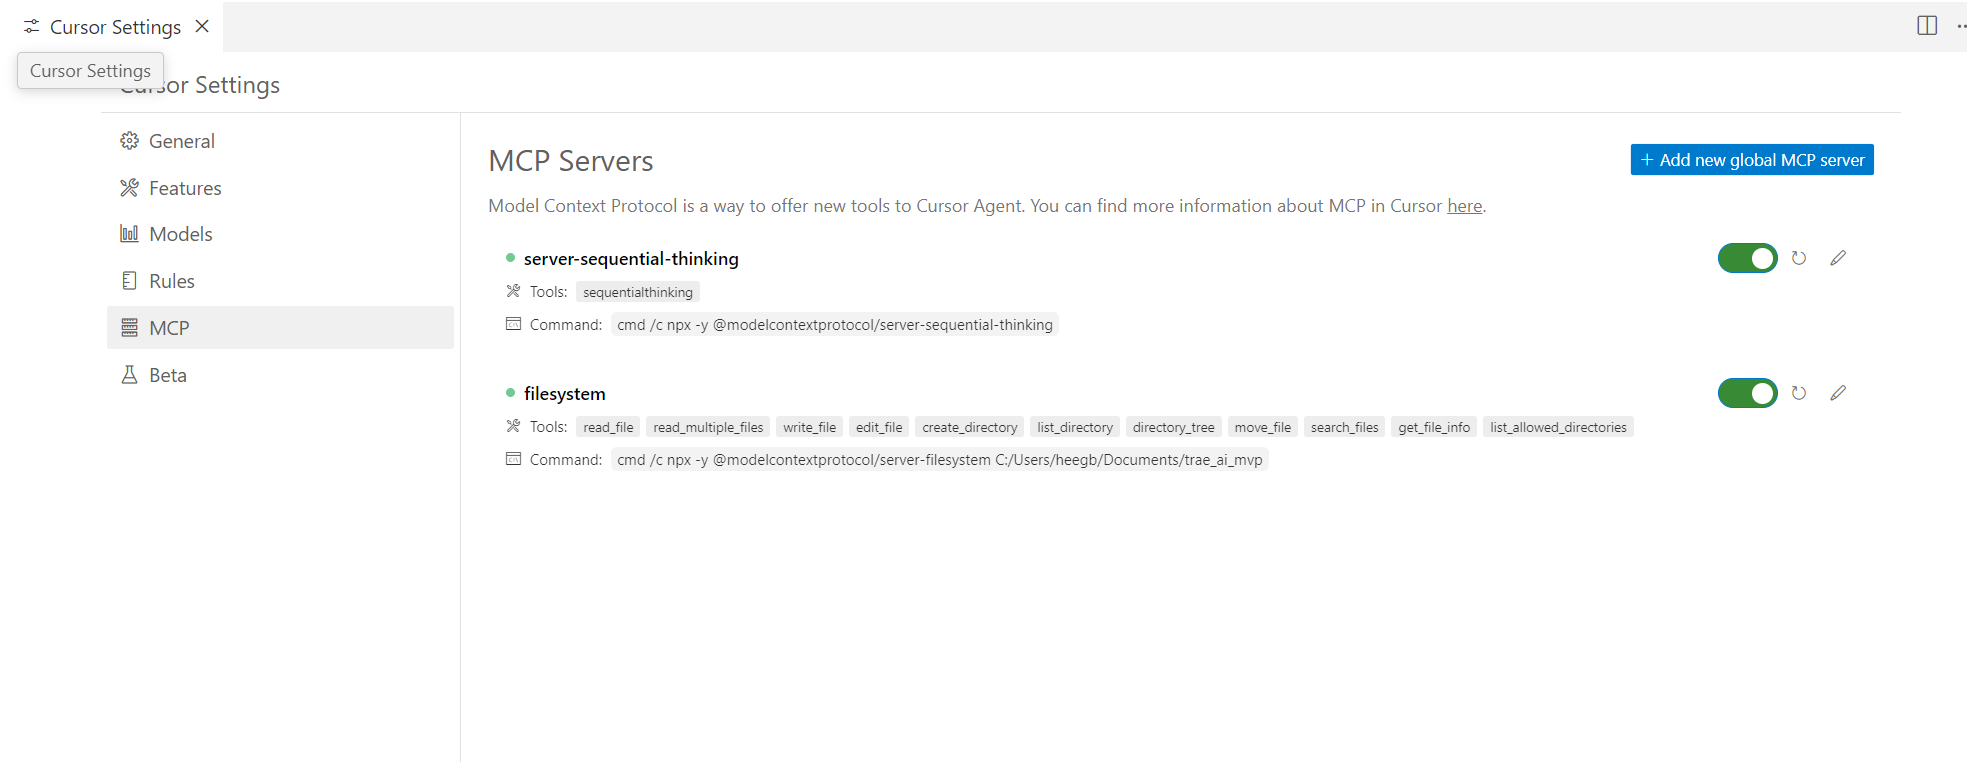 Cursor Settings
Cursor Settings
Cursor Settings
General
Features
Models
Rules
MCP
Beta
MCP Servers
+ Add new global MCP server
Model Context Protocol is a way to offer new tools to Cursor Agent. You can find more information about MCP in Cursor here.
server-sequential-thinking
Tools: sequentialthinking
Command: cmd /c npx -y @modelcontextprotocol/server-sequential-thinking
filesystem
Tools: read_file read_multiple_files write_file edit_file create_directory list_directory directory_tree move_file search_files get_file_info list_allowed_directories
Command: cmd /c npx -y @modelcontextprotocol/server-filesystem C:/Users/heegb/Documents/trae_ai_mvp